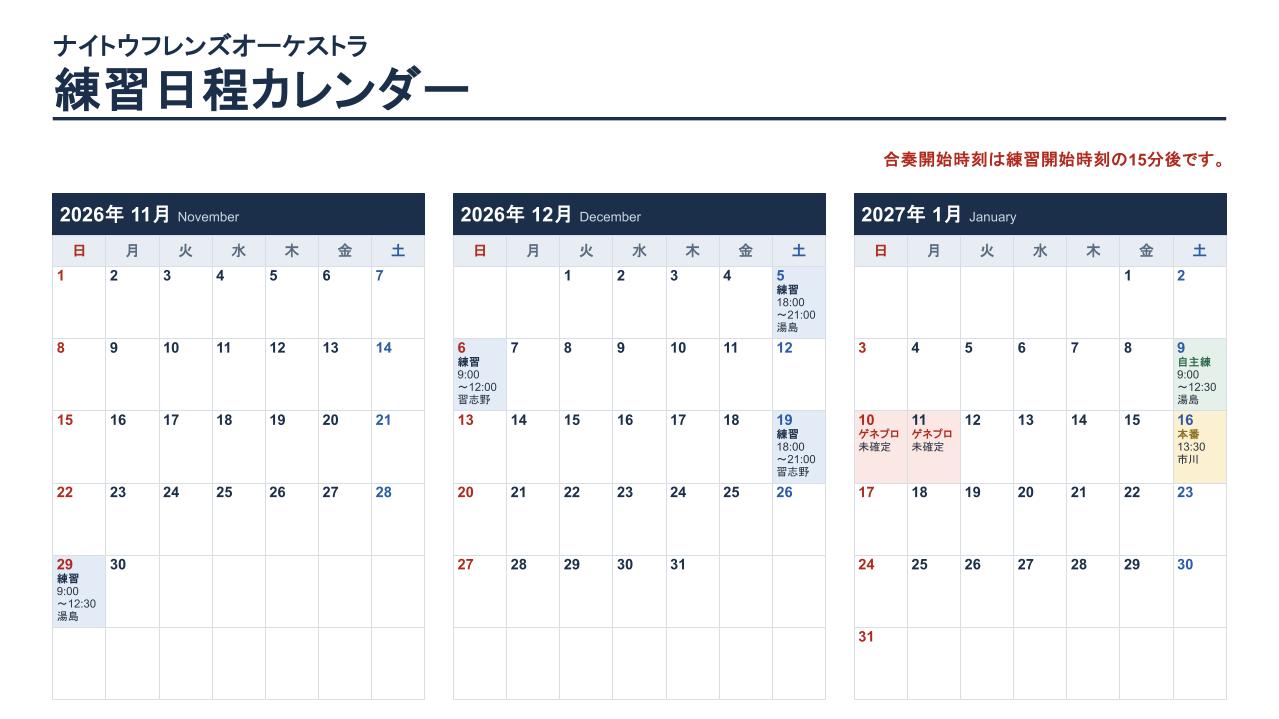 ナイトウフレンズオーケストラ
練習日程カレンダー
合奏開始時刻は練習開始時刻の15分後です。
2026年 11月 November
日 月 火 水 木 金 土
1 2 3 4 5 6 7
8 9 10 11 12 13 14
15 16 17 18 19 20 21
22 23 24 25 26 27 28
29 30
練習
9:00
～12:30
湯島
2026年 12月 December
日 月 火 水 木 金 土
1 2 3 4 5
練習
18:00
～21:00
湯島
6 7 8 9 10 11 12
練習
9:00
～12:00
習志野
13 14 15 16 17 18 19
練習
18:00
～21:00
習志野
20 21 22 23 24 25 26
27 28 29 30 31
2027年 1月 January
日 月 火 水 木 金 土
1 2
3 4 5 6 7 8 9
自主練
9:00
～12:30
湯島
10 11 12 13 14 15 16
ゲネプロ ゲネプロ 本番
未確定 未確定 13:30
市川
17 18 19 20 21 22 23
24 25 26 27 28 29 30
31